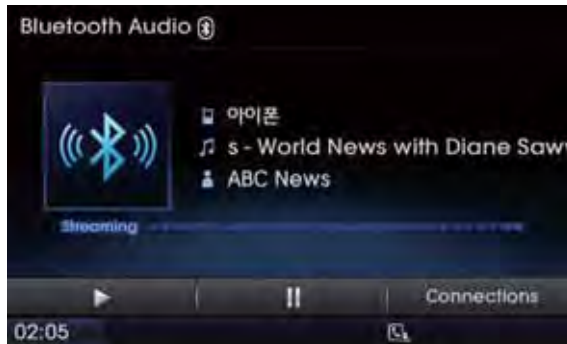 Bluetooth Audio
아이폰
s - World News with Diane Saw
ABC News
Streaming
Connections
02:05